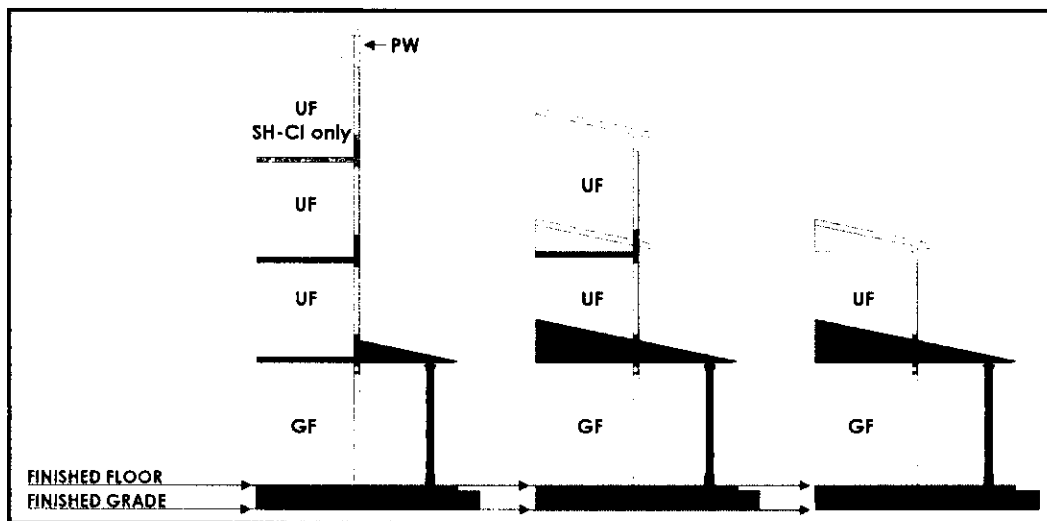 PW
UF
SH-CI only
UF
UF
UF
UF
UF
GF
GF
GF
FINISHED FLOOR
FINISHED GRADE